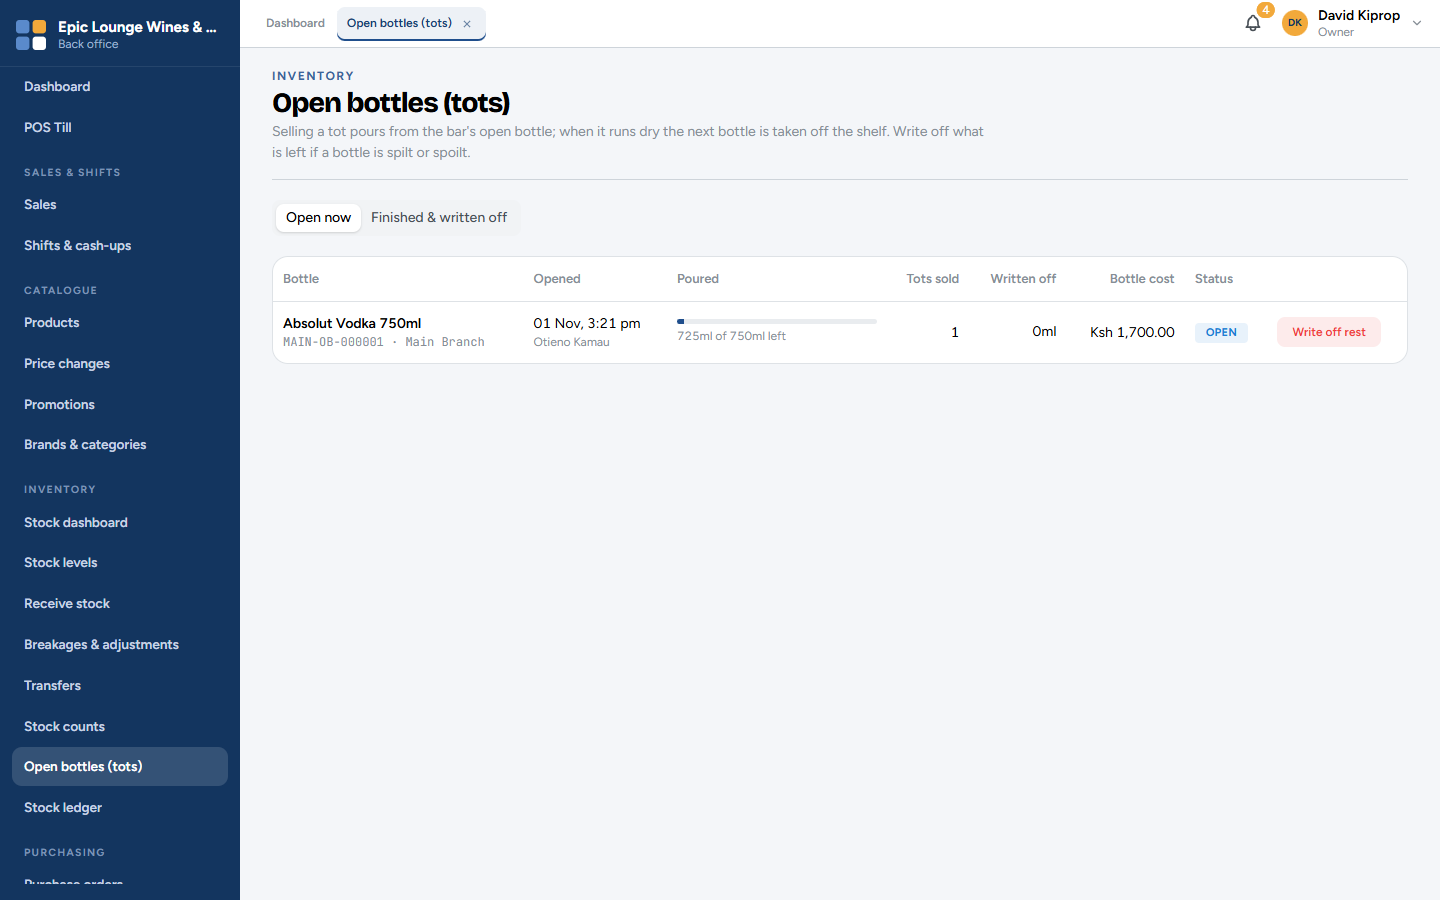 Epic Lounge Wines & ...
Back office
Dashboard
POS Till
SALES & SHIFTS
Sales
Shifts & cash-ups
CATALOGUE
Products
Price changes
Promotions
Brands & categories
INVENTORY
Stock dashboard
Stock levels
Receive stock
Breakages & adjustments
Transfers
Stock counts
Open bottles (tots)
Stock ledger
PURCHASING
Purchase orders
Dashboard
Open bottles (tots) ×
4
DK
David Kiprop
Owner
INVENTORY
Open bottles (tots)
Selling a tot pours from the bar's open bottle; when it runs dry the next bottle is taken off the shelf. Write off what
is left if a bottle is spilt or spoilt.
Open now Finished & written off
Bottle Opened Poured Tots sold Written off Bottle cost Status
Absolut Vodka 750ml 01 Nov, 3:21 pm 1 0ml Ksh 1,700.00 OPEN Write off rest
MAIN-OB-000001 · Main Branch Otieno Kamau 725ml of 750ml left